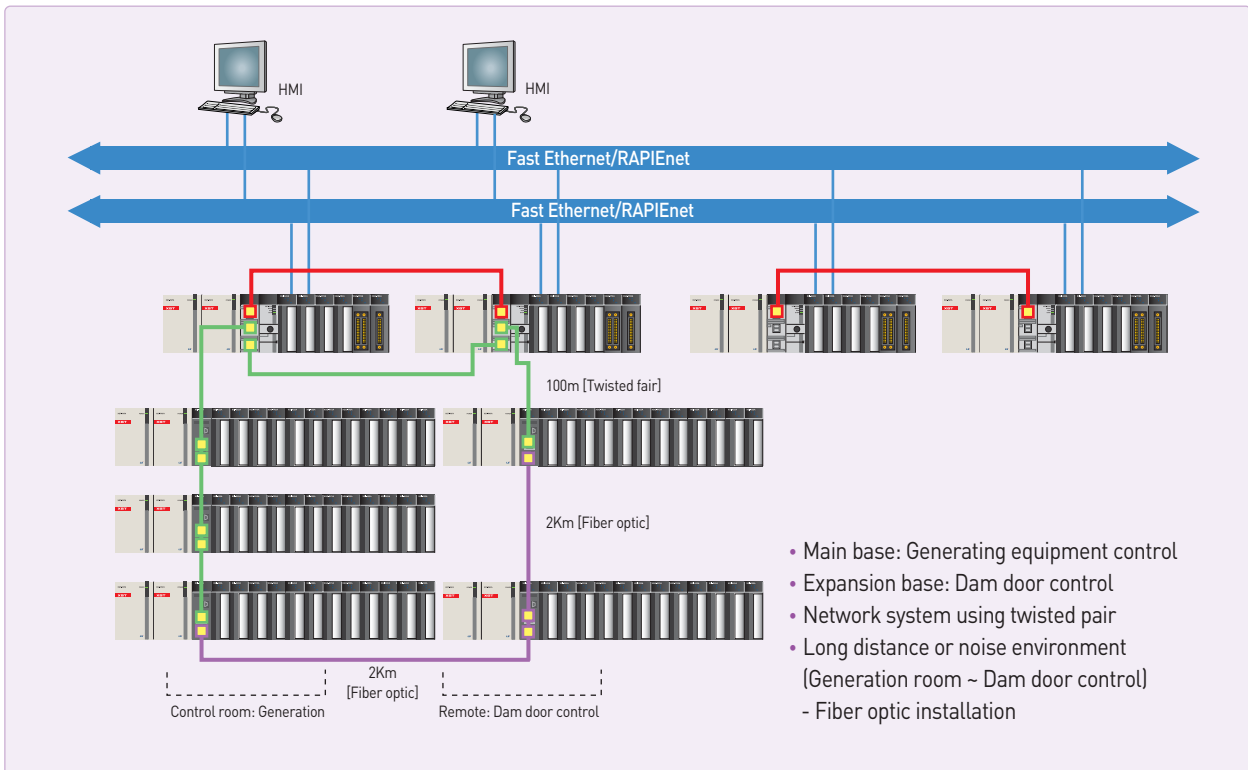 HMI
HMI
Fast Ethernet/RAPIEnet
Fast Ethernet/RAPIEnet
100m [Twisted fair]
2Km [Fiber optic]
• Main base: Generating equipment control
• Expansion base: Dam door control
• Network system using twisted pair
• Long distance or noise environment
(Generation room ~ Dam door control)
- Fiber optic installation
2Km
[Fiber optic]
Control room: Generation
Remote: Dam door control